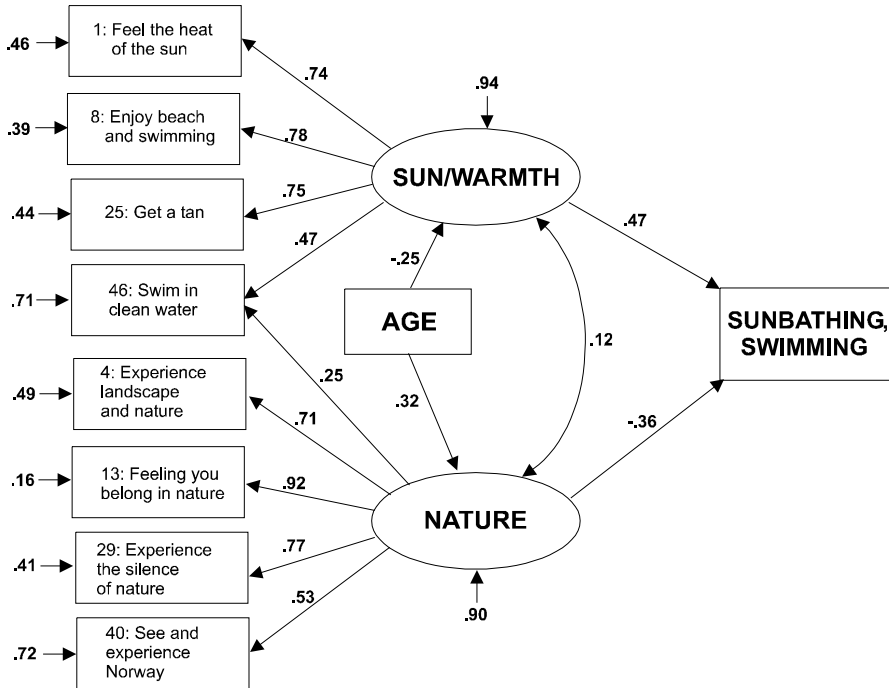 1: Feel the heat
of the sun
.46
.74
.94
8: Enjoy beach
and swimming
.39
.78
SUN/WARMTH
25: Get a tan
.44
.75
.47
.47
-.25
46: Swim in
clean water
.71
AGE
SUNBATHING,
SWIMMING
.12
4: Experience
landscape
and nature
.49
.25
.32
.71
-.36
13: Feeling you
belong in nature
.16
.92
NATURE
29: Experience
the silence
of nature
.41
.77
.53
.90
40: See and
experience
Norway
.72